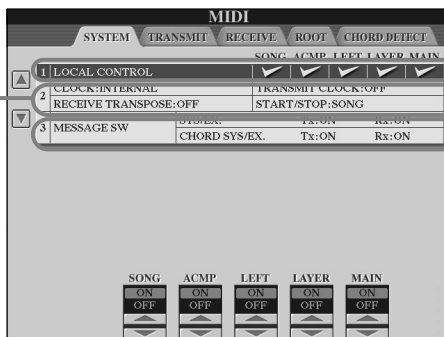 MIDI
SYSTEM TRANSMIT RECEIVE ROOT CHORD DETECT
SONG ACMP LEFT LAYER MAIN
1 LOCAL CONTROL
2 CLOCK:INTERNAL TRANSMIT CLOCK:OFF
RECEIVE TRANSPOSE:OFF START/STOP:SONG
3 MESSAGE SW SYS/EX. Tx:ON Rx:ON
CHORD SYS/EX. Tx:ON Rx:ON
SONG ACMP LEFT LAYER MAIN
ON ON ON ON ON
OFF OFF OFF OFF OFF